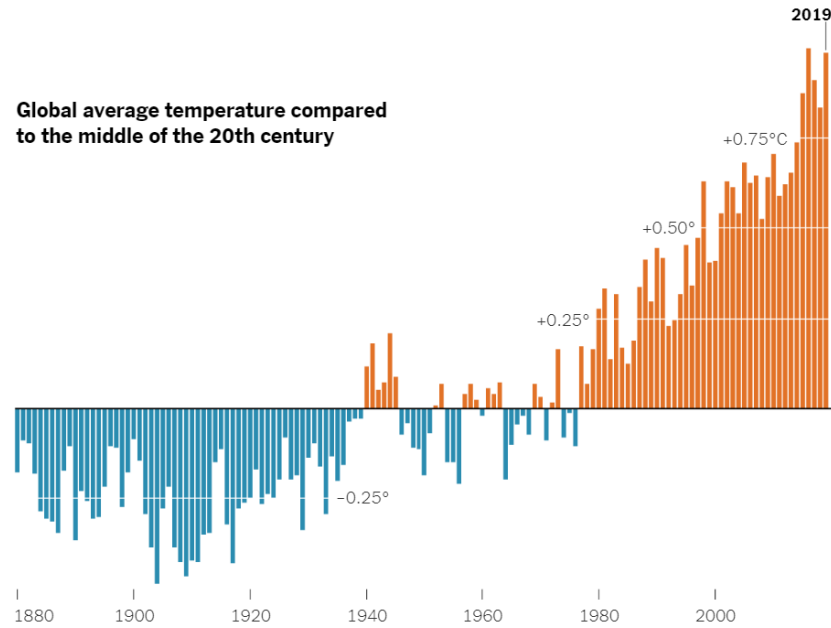 2019
Global average temperature compared
to the middle of the 20th century
+0.75°C
+0.50°
+0.25°
−0.25°
1880 1900 1920 1940 1960 1980 2000